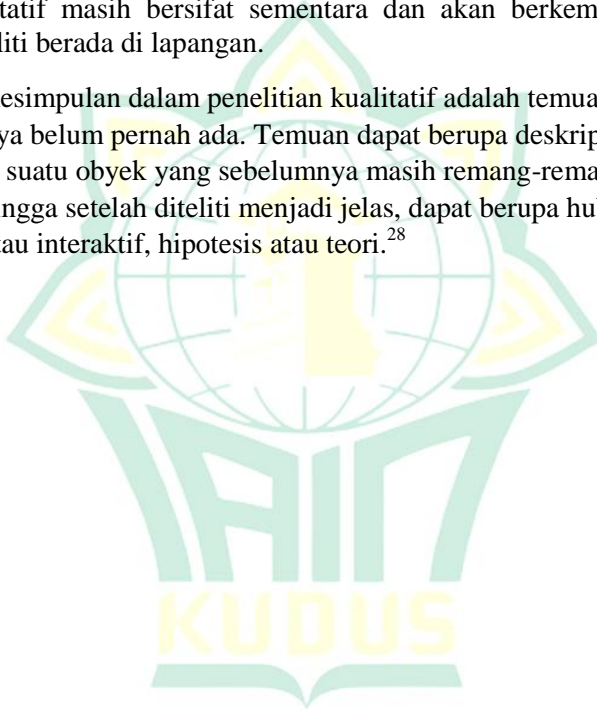 tatif masih bersifat sementara dan akan berkem
liti berada di lapangan.
esimpulan dalam penelitian kualitatif adalah temua
ya belum pernah ada. Temuan dapat berupa deskrip
suatu obyek yang sebelumnya masih remang-rema
ingga setelah diteliti menjadi jelas, dapat berupa hu
tau interaktif, hipotesis atau teori.28
IAIN
KUDUS